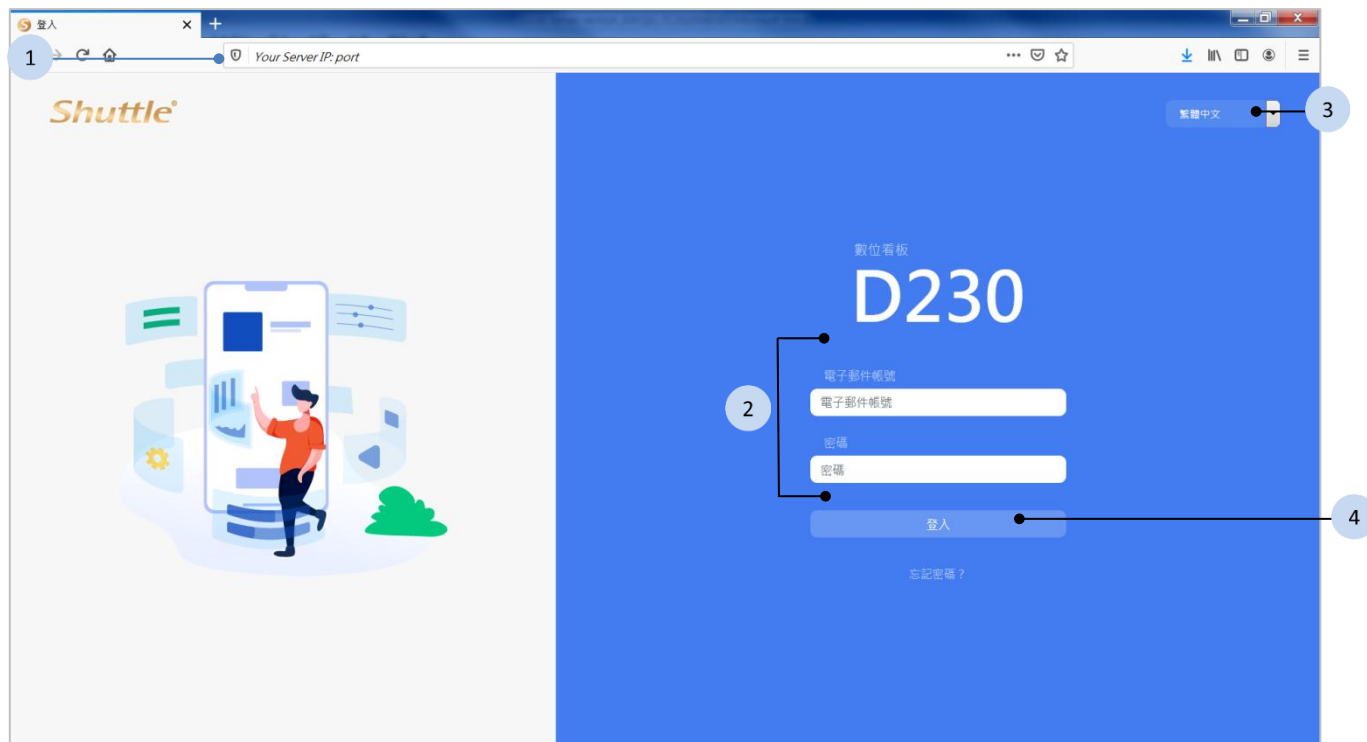 登入
1
Your Server IP: port
Shuttle
繁體中文
3
數位看板
D230
電子郵件帳號
2
電子郵件帳號
密碼
密碼
登入
4
忘記密碼？